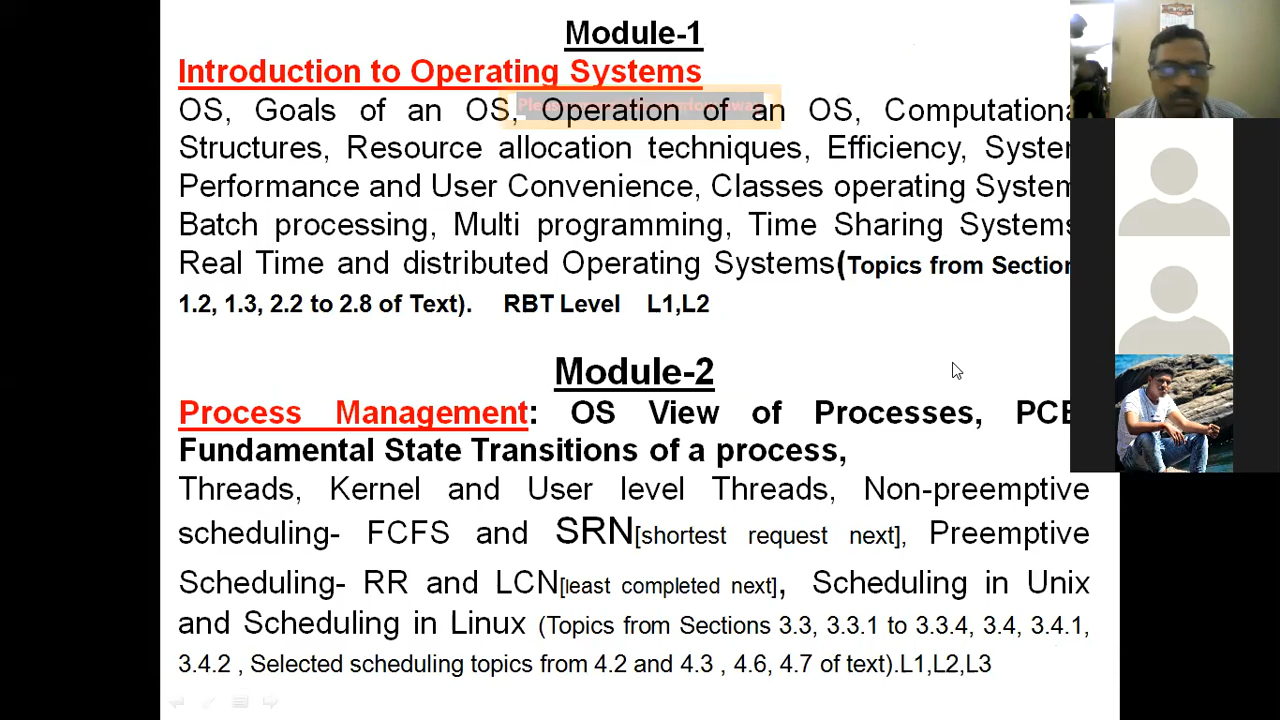 Module-1
Introduction to Operating Systems
OS, Goals of an OS, Operation of an OS, Computationa
Structures, Resource allocation techniques, Efficiency, System
Performance and User Convenience, Classes operating System
Batch processing, Multi programming, Time Sharing Systems
Real Time and distributed Operating Systems(Topics from Section
1.2, 1.3, 2.2 to 2.8 of Text). RBT Level L1,L2
Module-2
Process Management: OS View of Processes, PCB
Fundamental State Transitions of a process,
Threads, Kernel and User level Threads, Non-preemptive
scheduling- FCFS and SRN[shortest request next], Preemptive
Scheduling- RR and LCN[least completed next], Scheduling in Unix
and Scheduling in Linux (Topics from Sections 3.3, 3.3.1 to 3.3.4, 3.4, 3.4.1,
3.4.2 , Selected scheduling topics from 4.2 and 4.3 , 4.6, 4.7 of text).L1,L2,L3